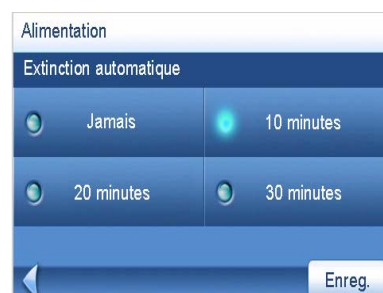 Alimentation
Extinction automatique
Jamais
10 minutes
20 minutes
30 minutes
Enreg.